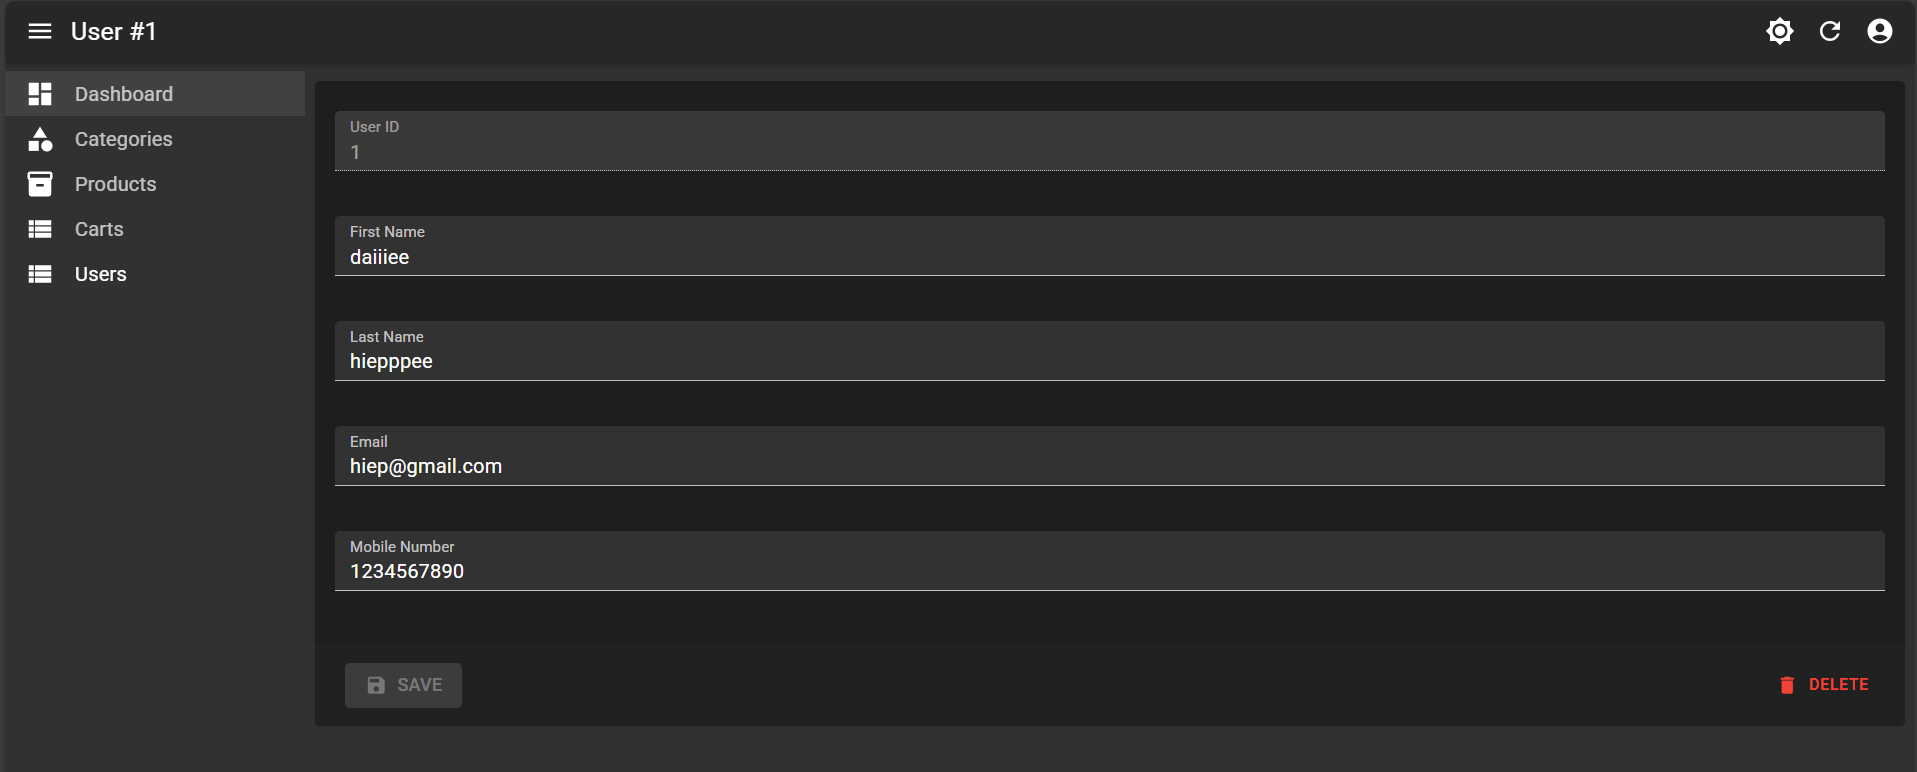 User #1
Dashboard
Categories
Products
Carts
Users
User ID
1
First Name
daiiiee
Last Name
hiepppee
Email
hiep@gmail.com
Mobile Number
1234567890
SAVE
DELETE